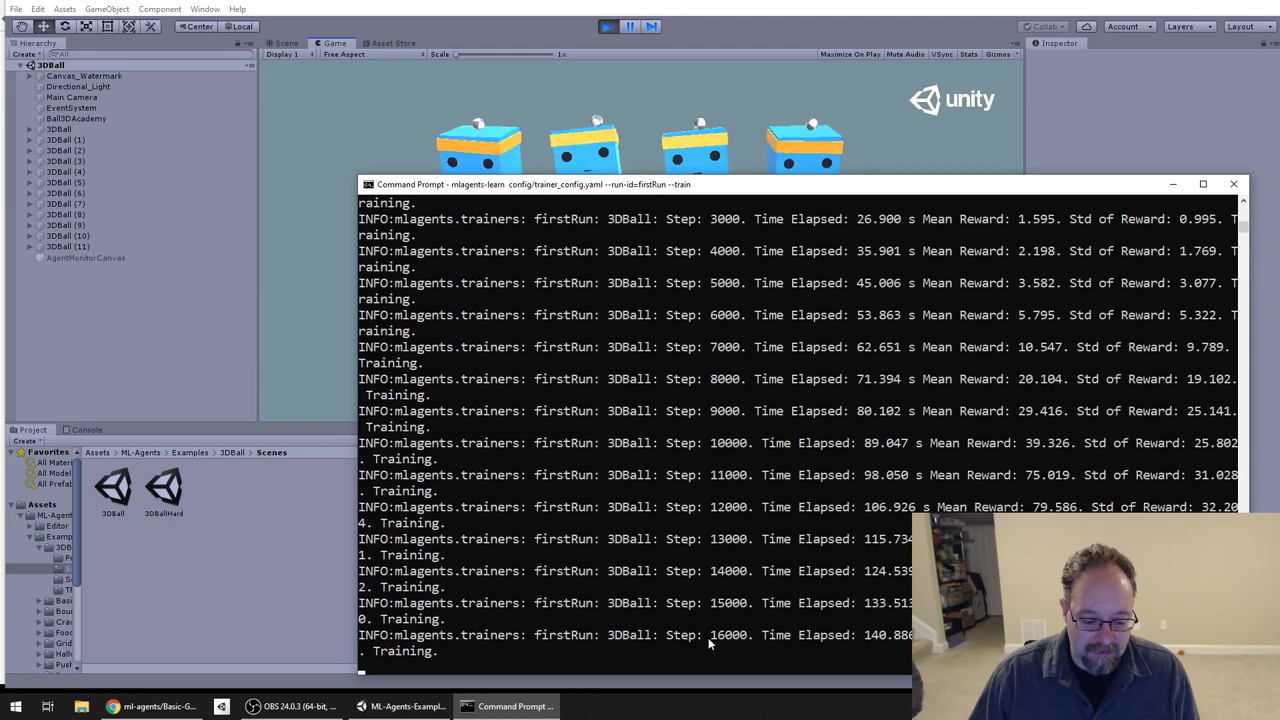 File Edit Assets GameObject Component Window Help
Center Local
Collab Account Layers Layout
Hierarchy
Scene Game Asset Store
Inspector
Create All
Display 1 Free Aspect Scale 1x Maximize On Play Mute Audio VSync Stats Gizmos
3DBall
Canvas_Watermark
Directional_Light
Main Camera
EventSystem
Ball3DAcademy
3DBall
3DBall (1)
3DBall (2)
3DBall (3)
3DBall (4)
3DBall (5)
3DBall (6)
3DBall (7)
3DBall (8)
3DBall (9)
3DBall (10)
3DBall (11)
AgentMonitorCanvas
unity
Command Prompt - mlagents-learn config/trainer_config.yaml --run-id=firstRun --train
raining.
INFO:mlagents.trainers: firstRun: 3DBall: Step: 3000. Time Elapsed: 26.900 s Mean Reward: 1.595. Std of Reward: 0.995. T
raining.
INFO:mlagents.trainers: firstRun: 3DBall: Step: 4000. Time Elapsed: 35.901 s Mean Reward: 2.198. Std of Reward: 1.769. T
raining.
INFO:mlagents.trainers: firstRun: 3DBall: Step: 5000. Time Elapsed: 45.006 s Mean Reward: 3.582. Std of Reward: 3.077. T
raining.
INFO:mlagents.trainers: firstRun: 3DBall: Step: 6000. Time Elapsed: 53.863 s Mean Reward: 5.795. Std of Reward: 5.322. T
raining.
INFO:mlagents.trainers: firstRun: 3DBall: Step: 7000. Time Elapsed: 62.651 s Mean Reward: 10.547. Std of Reward: 9.789.
Training.
INFO:mlagents.trainers: firstRun: 3DBall: Step: 8000. Time Elapsed: 71.394 s Mean Reward: 20.104. Std of Reward: 19.102.
Training.
INFO:mlagents.trainers: firstRun: 3DBall: Step: 9000. Time Elapsed: 80.102 s Mean Reward: 29.416. Std of Reward: 25.141.
Training.
INFO:mlagents.trainers: firstRun: 3DBall: Step: 10000. Time Elapsed: 89.047 s Mean Reward: 39.326. Std of Reward: 25.802
. Training.
INFO:mlagents.trainers: firstRun: 3DBall: Step: 11000. Time Elapsed: 98.050 s Mean Reward: 75.019. Std of Reward: 31.028
. Training.
INFO:mlagents.trainers: firstRun: 3DBall: Step: 12000. Time Elapsed: 106.926 s Mean Reward: 79.586. Std of Reward: 32.20
4. Training.
INFO:mlagents.trainers: firstRun: 3DBall: Step: 13000. Time Elapsed: 115.734
1. Training.
INFO:mlagents.trainers: firstRun: 3DBall: Step: 14000. Time Elapsed: 124.539
2. Training.
INFO:mlagents.trainers: firstRun: 3DBall: Step: 15000. Time Elapsed: 133.513
0. Training.
INFO:mlagents.trainers: firstRun: 3DBall: Step: 16000. Time Elapsed: 140.886
. Training.
Project Console
Create
Favorites
All Mater
All Model
All Prefab
Assets
ML-Agent
Editor
Example
3DB
Basic
Bou
Craw
Food
Grid
Hall
Push
Assets ML-Agents Examples 3DBall Scenes
3DBall 3DBallHard
ml-agents/Basic-G... OBS 24.0.3 (64-bit, ... ML-Agents-Exampl... Command Prompt ...